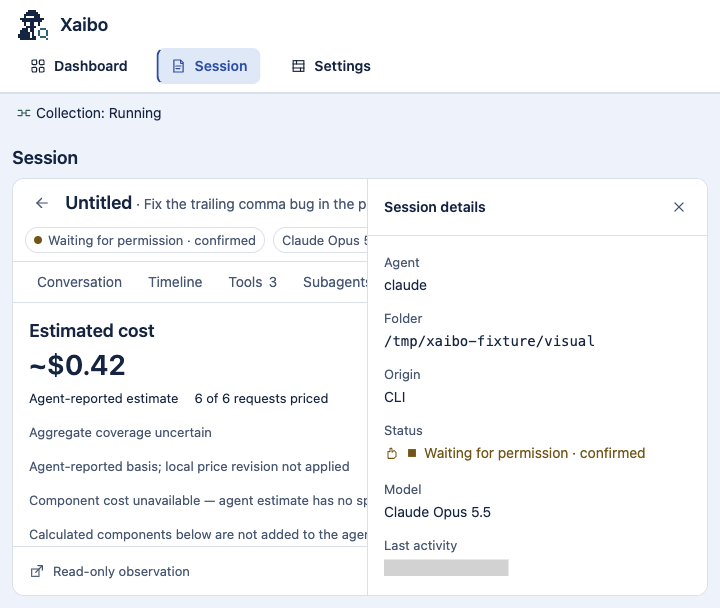 Xaibo
Dashboard
Session
Settings
Collection: Running
Session
Untitled · Fix the trailing comma bug in the p
Waiting for permission · confirmed
Claude Opus 5
Conversation
Timeline
Tools 3
Subagents
Estimated cost
~$0.42
Agent-reported estimate
6 of 6 requests priced
Aggregate coverage uncertain
Agent-reported basis; local price revision not applied
Component cost unavailable — agent estimate has no sp
Calculated components below are not added to the agen
Read-only observation
Session details
Agent
claude
Folder
/tmp/xaibo-fixture/visual
Origin
CLI
Status
Waiting for permission · confirmed
Model
Claude Opus 5.5
Last activity